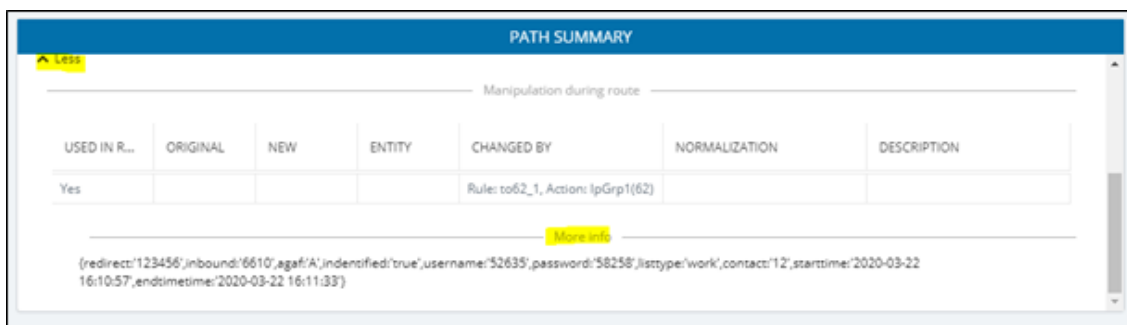 PATH SUMMARY
Less
Manipulation during route
USED IN R... ORIGINAL NEW ENTITY CHANGED BY NORMALIZATION DESCRIPTION
Yes Rule: to62_1, Action: IpGrp1(62)
More info
{redirect:'123456',inbound:'6610',agaf:'A',indentified:'true',username:'52635',password:'58258',listtype:'work',contact:'12',starttime:'2020-03-22
16:10:57',endtimetime:'2020-03-22 16:11:33'}